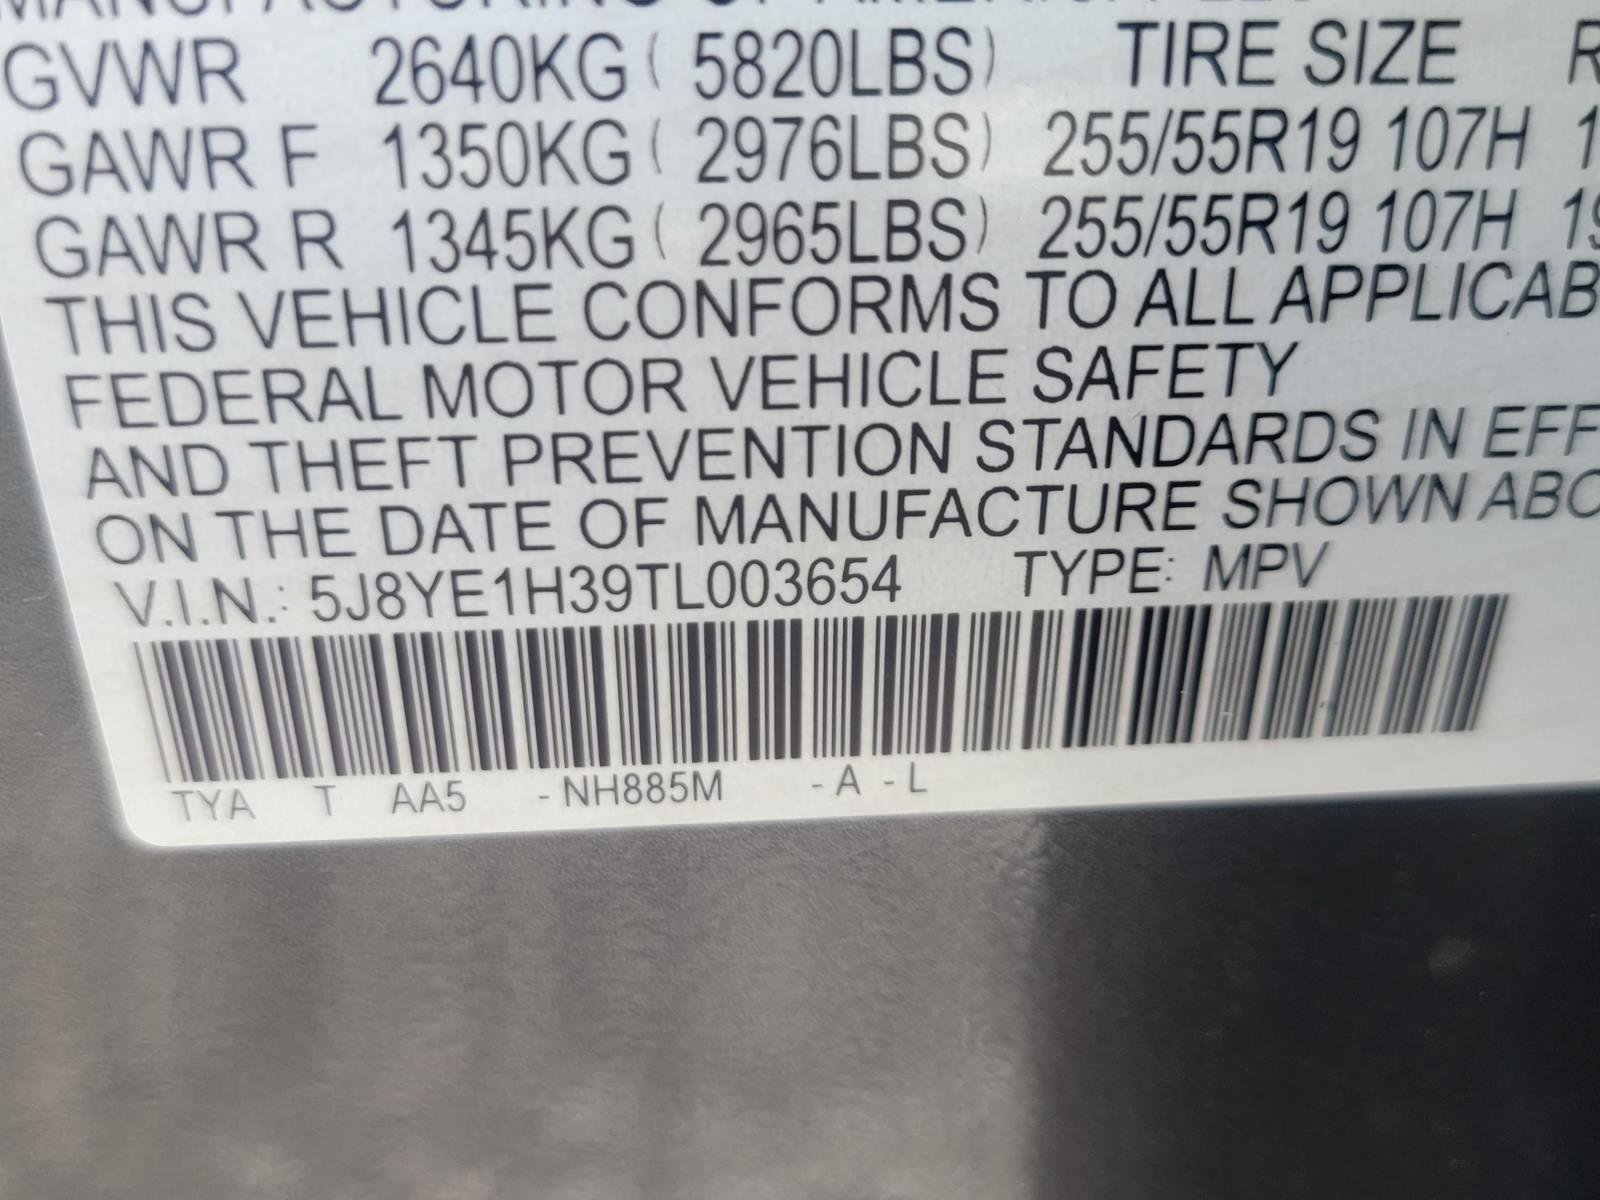 GVWR 2640KG ( 5820LBS) TIRE SIZE
GAWR F 1350KG ( 2976LBS) 255/55R19 107H
GAWR R 1345KG ( 2965LBS) 255/55R19 107H
THIS VEHICLE CONFORMS TO ALL APPLICAB
FEDERAL MOTOR VEHICLE SAFETY
AND THEFT PREVENTION STANDARDS IN EFF
ON THE DATE OF MANUFACTURE SHOWN ABO
V.I.N.: 5J8YE1H39TL003654 TYPE: MPV
TYA T AA5 - NH885M - A - L